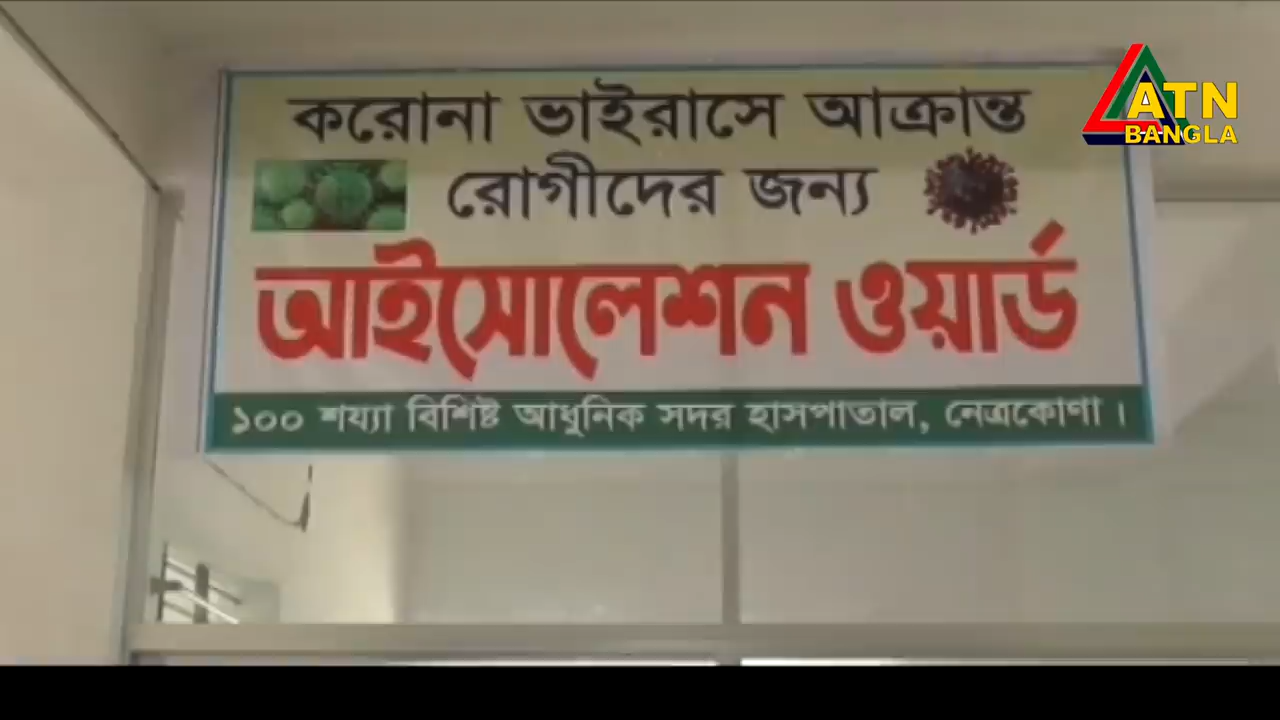 করোনা ভাইরাসে আক্রান্ত
রোগীদের জন্য
আইসোলেশন ওয়ার্ড
১০০ শয্যা বিশিষ্ট আধুনিক সদর হাসপাতাল, নেত্রকোণা।
ATN
BANGLA